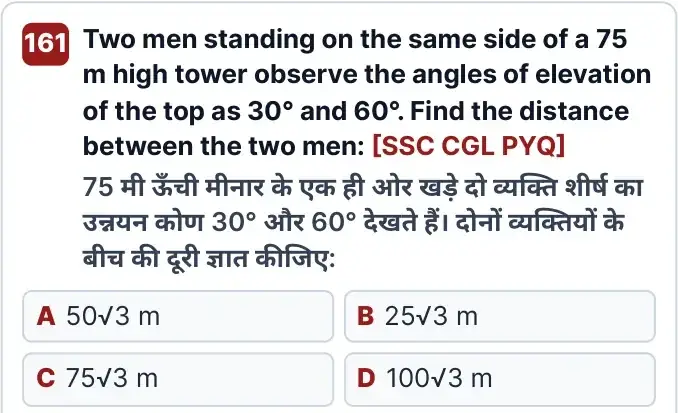 161 Two men standing on the same side of a 75
m high tower observe the angles of elevation
of the top as 30° and 60°. Find the distance
between the two men: [SSC CGL PYQ]
75 मी ऊँची मीनार के एक ही ओर खड़े दो व्यक्ति शीर्ष का
उन्नयन कोण 30° और 60° देखते हैं। दोनों व्यक्तियों के
बीच की दूरी ज्ञात कीजिए:
A 50√3 m
B 25√3 m
C 75√3 m
D 100√3 m